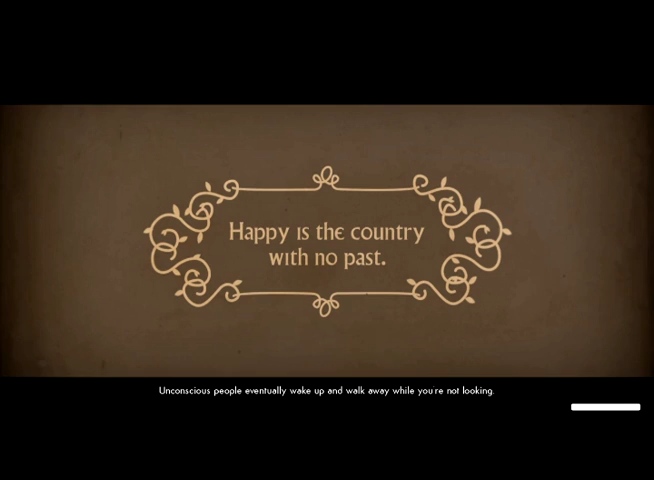 Happy is the country
with no past.
Unconscious people eventually wake up and walk away while you're not looking.